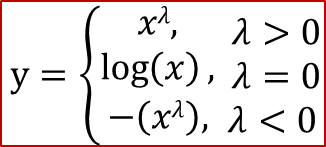 y = { x^λ, λ > 0
log(x) , λ = 0
−(x^λ), λ < 0